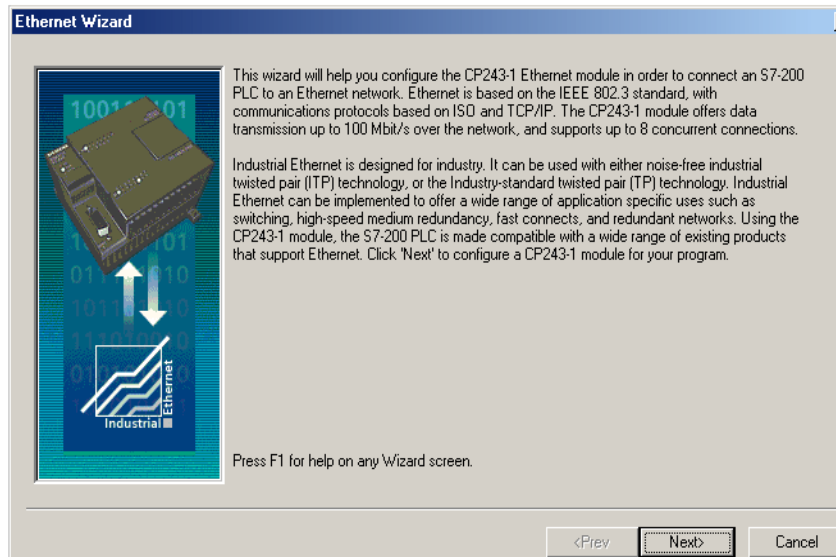 Ethernet Wizard
This wizard will help you configure the CP243-1 Ethernet module in order to connect an S7-200
PLC to an Ethernet network. Ethernet is based on the IEEE 802.3 standard, with
communications protocols based on ISO and TCP/IP. The CP243-1 module offers data
transmission up to 100 Mbit/s over the network, and supports up to 8 concurrent connections.
Industrial Ethernet is designed for industry. It can be used with either noise-free industrial
twisted pair (ITP) technology, or the Industry-standard twisted pair (TP) technology. Industrial
Ethernet can be implemented to offer a wide range of application specific uses such as
switching, high-speed medium redundancy, fast connects, and redundant networks. Using the
CP243-1 module, the S7-200 PLC is made compatible with a wide range of existing products
that support Ethernet. Click 'Next' to configure a CP243-1 module for your program.
Industrial
Ethernet
Press F1 for help on any Wizard screen.
<Prev
Next>
Cancel